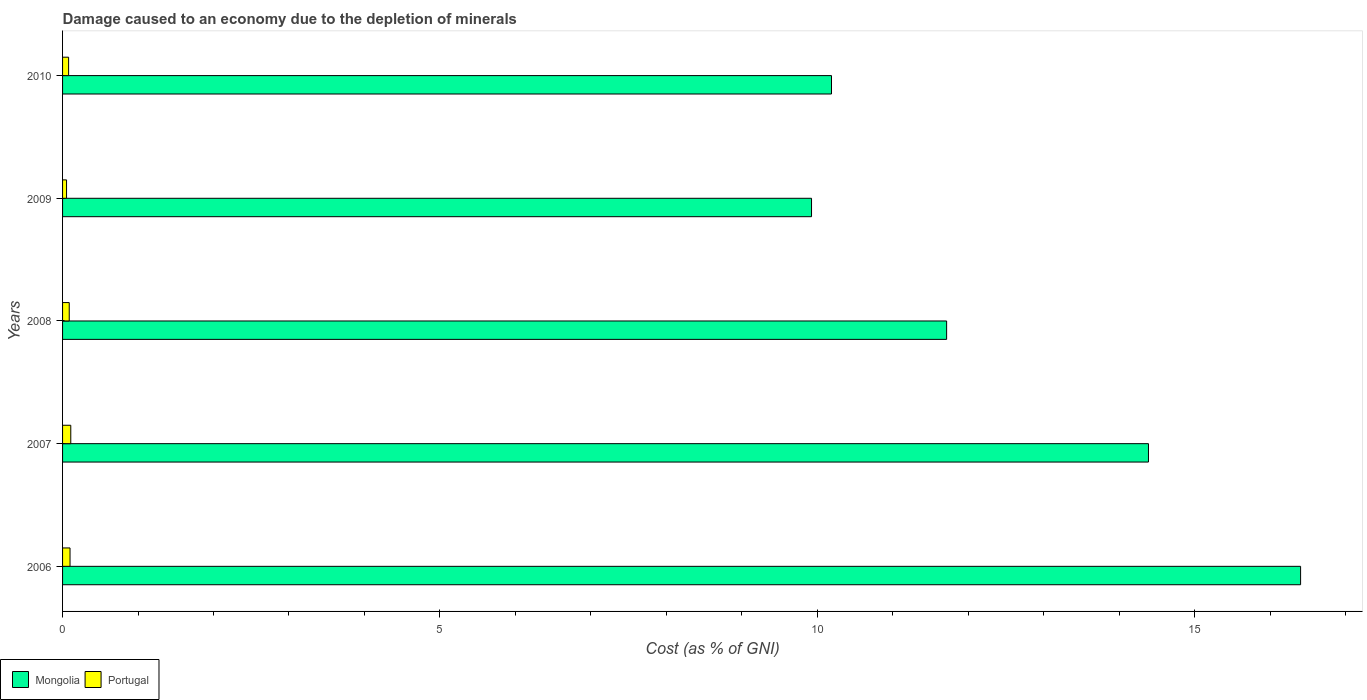 Damage caused to an economy due to the depletion of minerals
2010
2009
2008
2007
2006
Years
0
5
10
15
Cost (as % of GNI)
Mongolia
Portugal